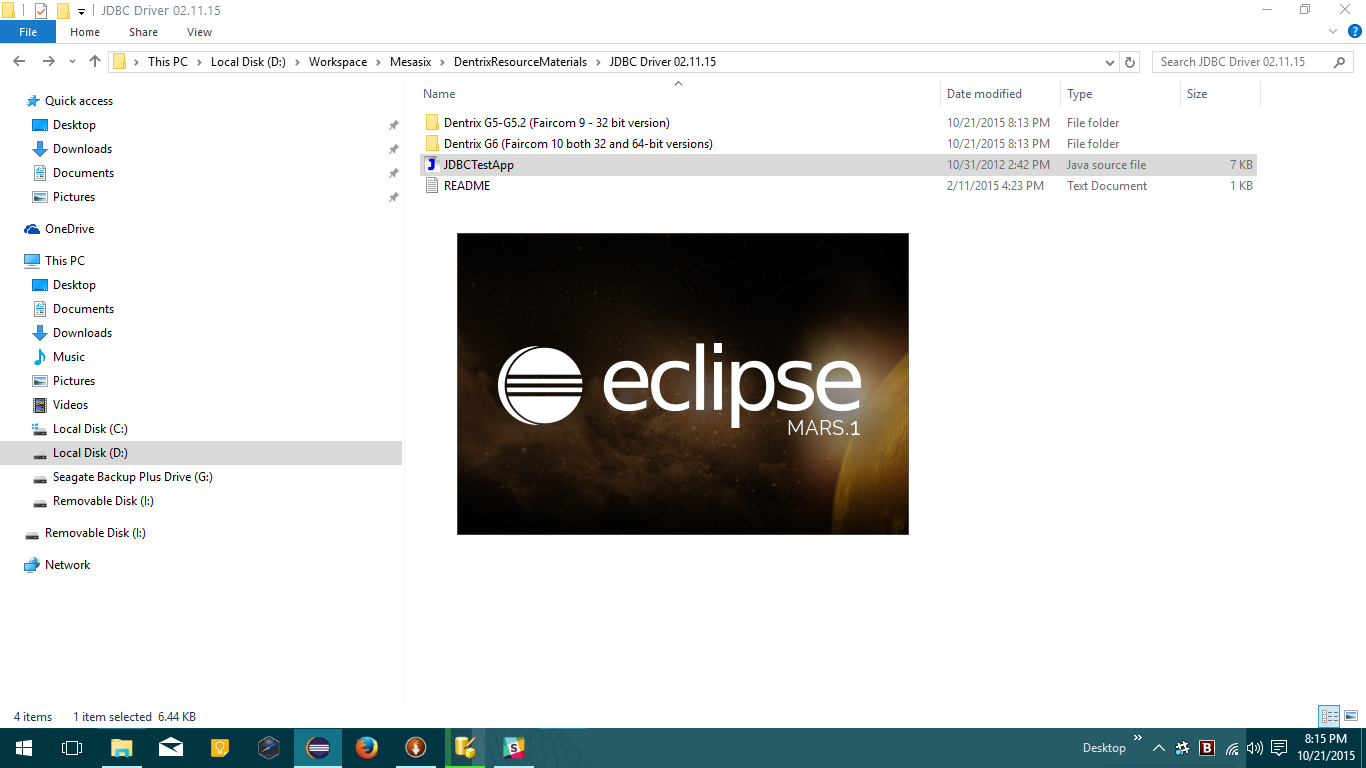 JDBC Driver 02.11.15
File Home Share View
This PC Local Disk (D:) Workspace Mesasix DentrixResourceMaterials JDBC Driver 02.11.15
Search JDBC Driver 02.11.15
Quick access
Desktop
Downloads
Documents
Pictures
OneDrive
This PC
Desktop
Documents
Downloads
Music
Pictures
Videos
Local Disk (C:)
Local Disk (D:)
Seagate Backup Plus Drive (G:)
Removable Disk (I:)
Removable Disk (I:)
Network
Name Date modified Type Size
Dentrix G5-G5.2 (Faircom 9 - 32 bit version) 10/21/2015 8:13 PM File folder
Dentrix G6 (Faircom 10 both 32 and 64-bit versions) 10/21/2015 8:13 PM File folder
JDBCTestApp 10/31/2012 2:42 PM Java source file 7 KB
README 2/11/2015 4:23 PM Text Document 1 KB
eclipse
MARS.1
4 items 1 item selected 6.44 KB
Desktop
8:15 PM
10/21/2015